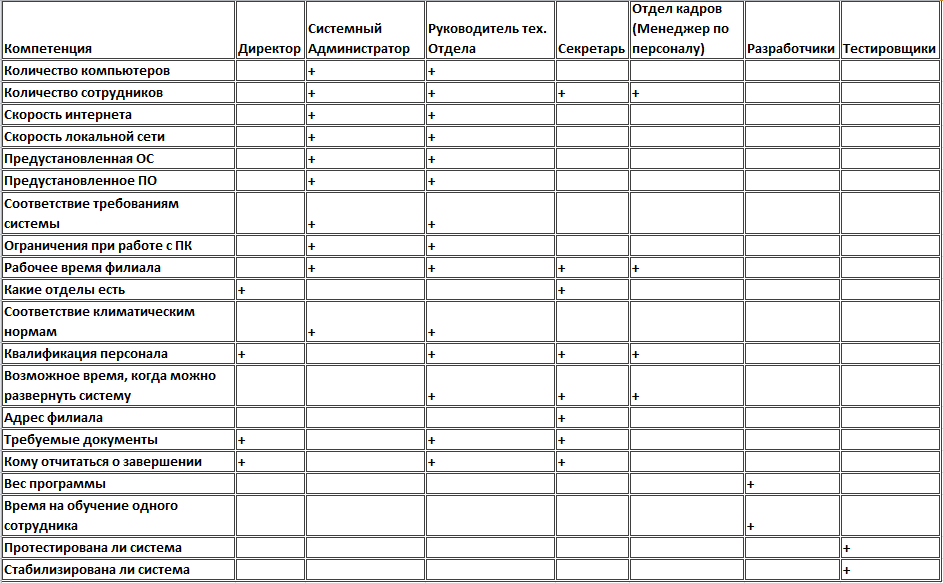 Компетенция Директор Системный Администратор Руководитель тех. Отдела Секретарь Отдел кадров (Менеджер по персоналу) Разработчики Тестировщики
Количество компьютеров + +
Количество сотрудников + + + +
Скорость интернета + +
Скорость локальной сети + +
Предустановленная ОС + +
Предустановленное ПО + +
Соответствие требованиям
системы + +
Ограничения при работе с ПК + +
Рабочее время филиала + + + +
Какие отделы есть + +
Соответствие климатическим
нормам + +
Квалификация персонала + + + +
Возможное время, когда можно
развернуть систему + + +
Адрес филиала +
Требуемые документы + + +
Кому отчитаться о завершении + + +
Вес программы +
Время на обучение одного
сотрудника +
Протестирована ли система +
Стабилизирована ли система +